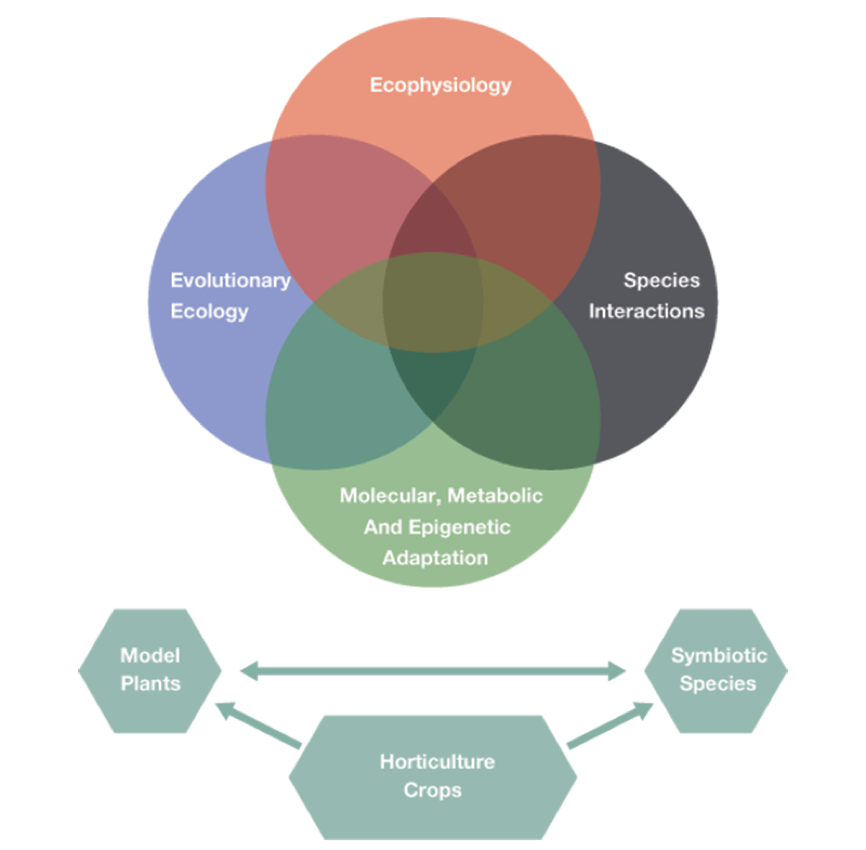 Ecophysiology
Evolutionary
Ecology
Species
Interactions
Molecular, Metabolic
And Epigenetic
Adaptation
Model
Plants
Symbiotic
Species
Horticulture
Crops